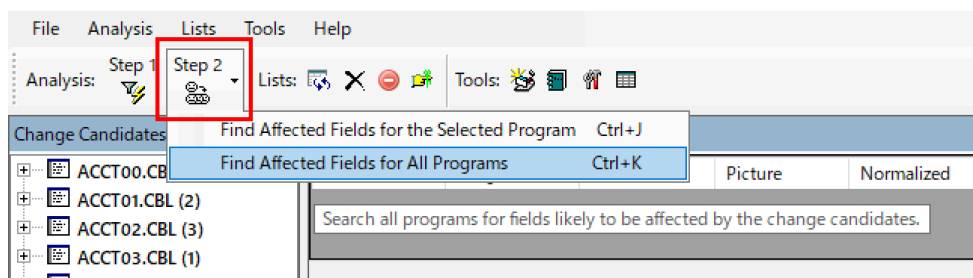 File Analysis Lists Tools Help
Analysis: Step 1 Step 2 Lists: Tools:
Change Candidates
Find Affected Fields for the Selected Program Ctrl+J
Find Affected Fields for All Programs Ctrl+K
Picture Normalized
ACCT00.CB
ACCT01.CBL (2)
Search all programs for fields likely to be affected by the change candidates.
ACCT02.CBL (3)
ACCT03.CBL (1)